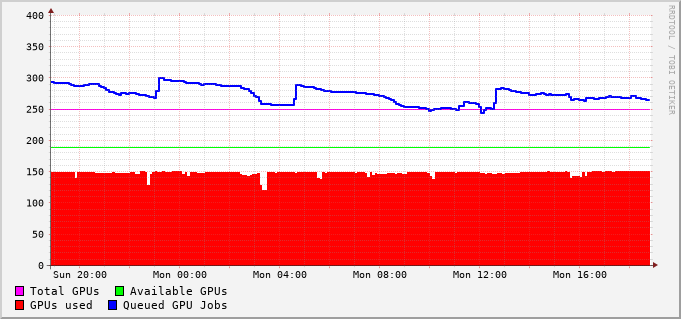 400
350
300
250
200
150
100
50
0
Sun 20:00 Mon 00:00 Mon 04:00 Mon 08:00 Mon 12:00 Mon 16:00
Total GPUs Available GPUs
GPUs used Queued GPU Jobs
RRDTOOL / TOBI OETIKER